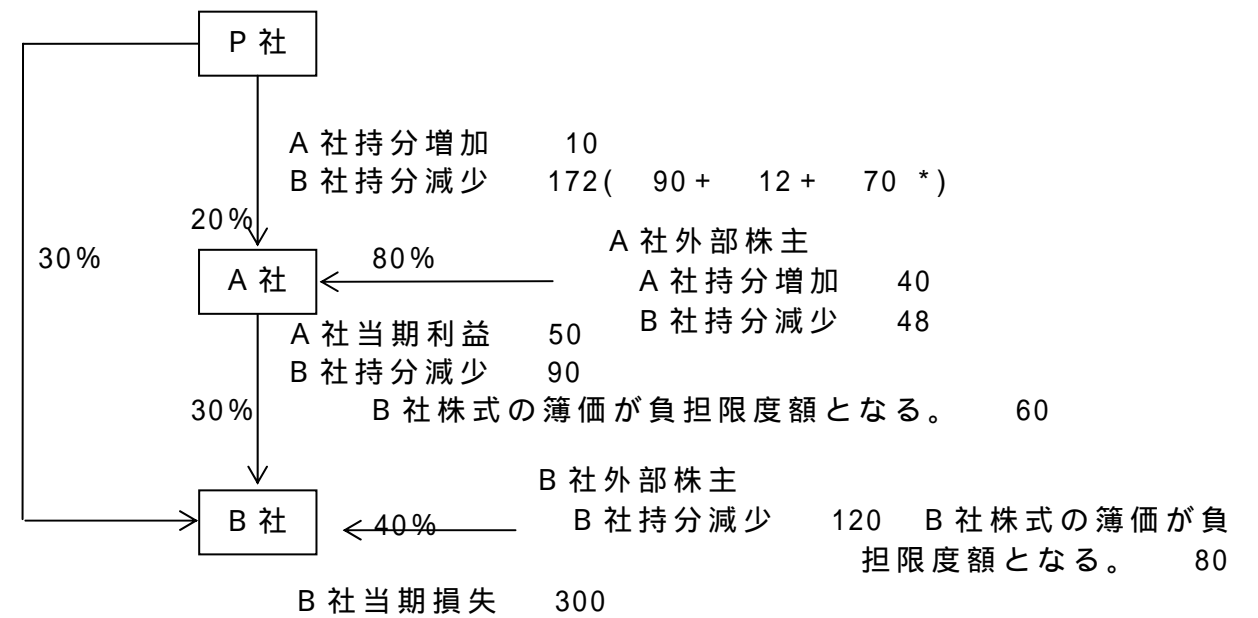 P社
A社持分増加 10
B社持分減少 172( 90+ 12+ 70 *)
20%
30%
A社
80%
A社外部株主
A社持分増加 40
B社持分減少 48
A社当期利益 50
B社持分減少 90
30%
B社株式の簿価が負担限度額となる。 60
B社
40%
B社外部株主
B社持分減少 120 B社株式の簿価が負
担限度額となる。 80
B社当期損失 300